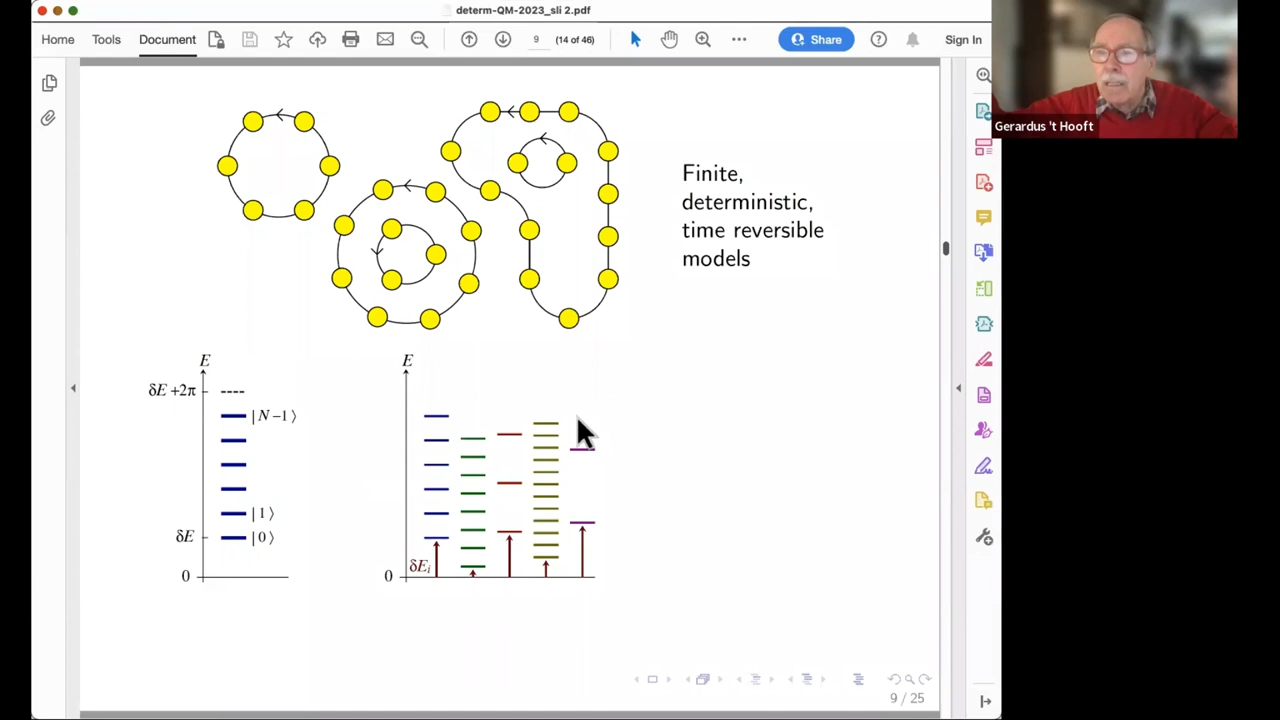 determ-QM-2023_sli 2.pdf
Home Tools Document 9 (14 of 46) Share Sign In
Gerardus 't Hooft
Finite,
deterministic,
time reversible
models
E
δE +2π
|N−1⟩
|1⟩
δE
|0⟩
0
E
δEi
0
9 / 25